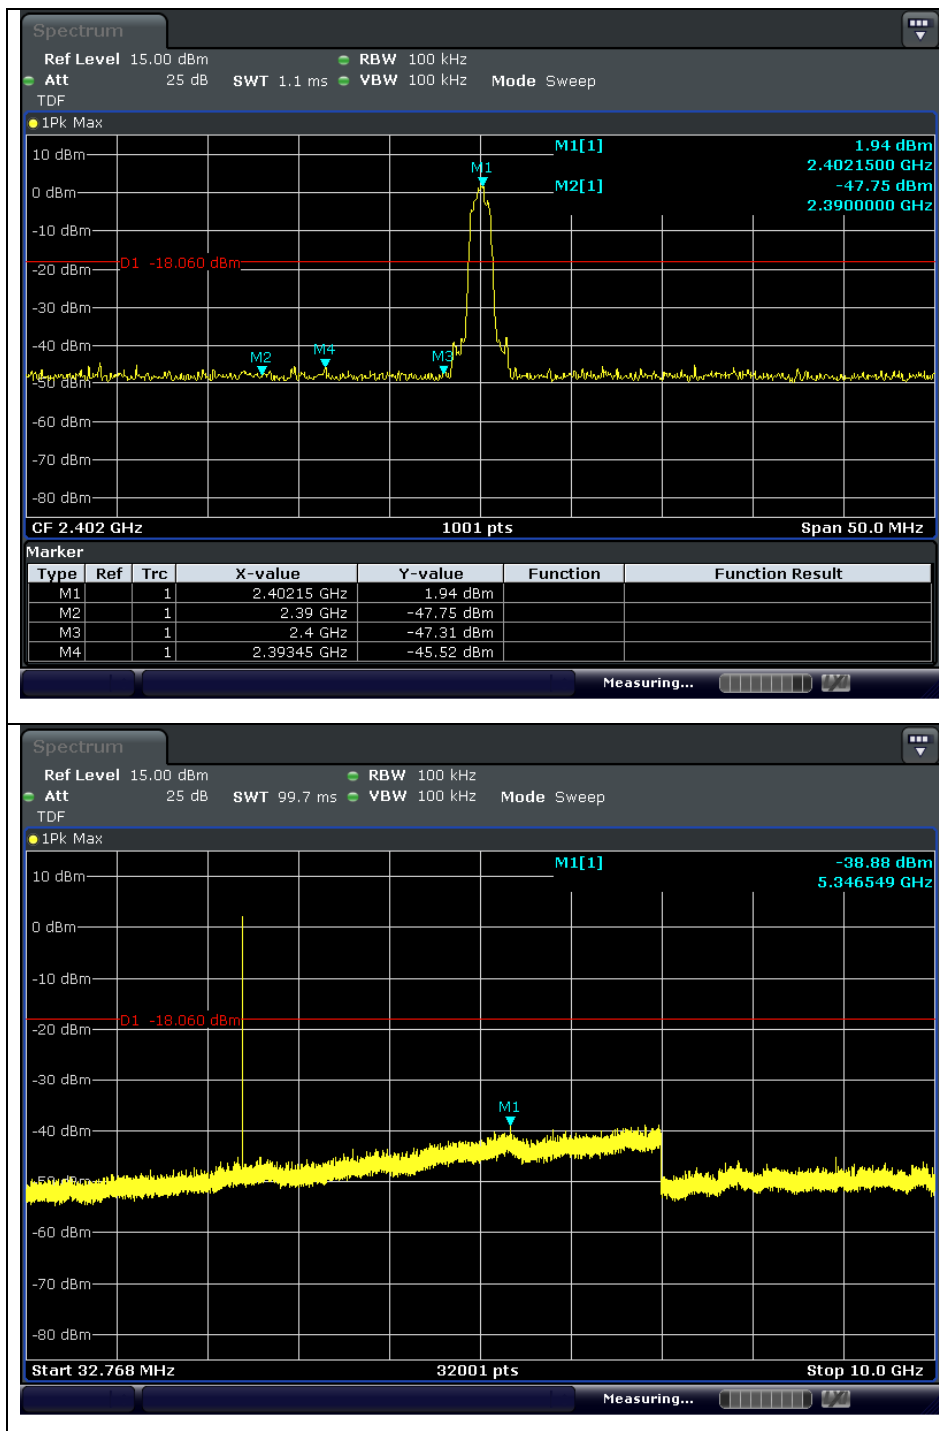 Spectrum
Ref Level 15.00 dBm RBW 100 kHz
Att 25 dB SWT 1.1 ms VBW 100 kHz Mode Sweep
TDF
1Pk Max
M1[1] 1.94 dBm
2.4021500 GHz
M2[1] -47.75 dBm
2.3900000 GHz
10 dBm
M1
0 dBm
-10 dBm
D1 -18.060 dBm
-20 dBm
-30 dBm
-40 dBm
M2 M4 M3
-50 dBm
-60 dBm
-70 dBm
-80 dBm
CF 2.402 GHz 1001 pts Span 50.0 MHz
Marker
Type Ref Trc X-value Y-value Function Function Result
M1 1 2.40215 GHz 1.94 dBm
M2 1 2.39 GHz -47.75 dBm
M3 1 2.4 GHz -47.31 dBm
M4 1 2.39345 GHz -45.52 dBm
Measuring...
Spectrum
Ref Level 15.00 dBm RBW 100 kHz
Att 25 dB SWT 99.7 ms VBW 100 kHz Mode Sweep
TDF
1Pk Max
M1[1] -38.88 dBm
5.346549 GHz
10 dBm
0 dBm
-10 dBm
D1 -18.060 dBm
-20 dBm
-30 dBm
M1
-40 dBm
-50 dBm
-60 dBm
-70 dBm
-80 dBm
Start 32.768 MHz 32001 pts Stop 10.0 GHz
Measuring...